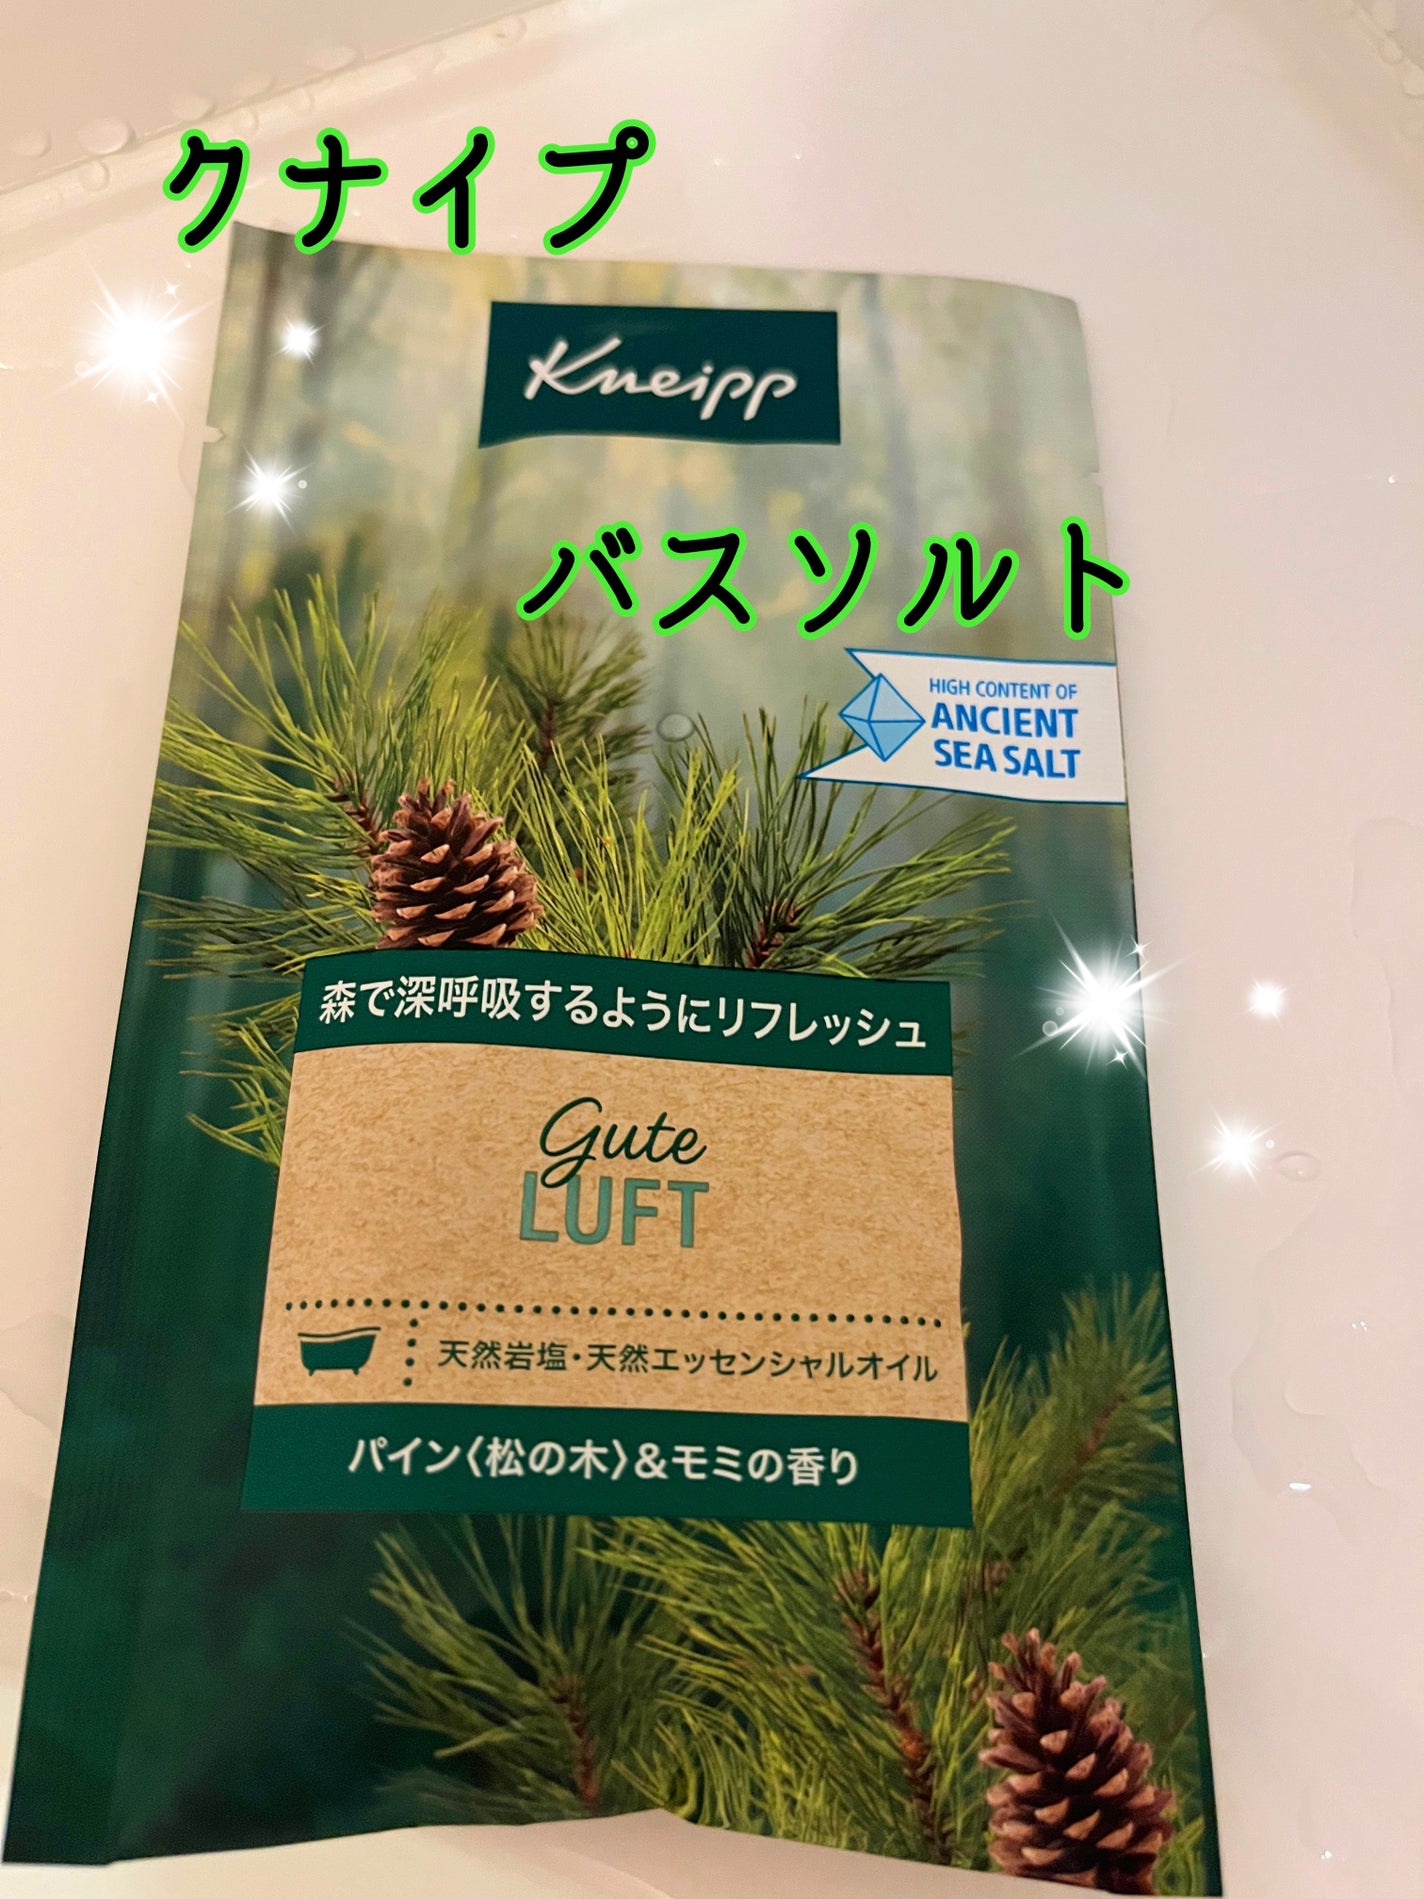 クナイプ
Kneipp
バスソルト
HIGH CONTENT OF
ANCIENT
SEA SALT
森で深呼吸するようにリフレッシュ
Gute
LUFT
天然岩塩・天然エッセンシャルオイル
パイン〈松の木〉&モミの香り